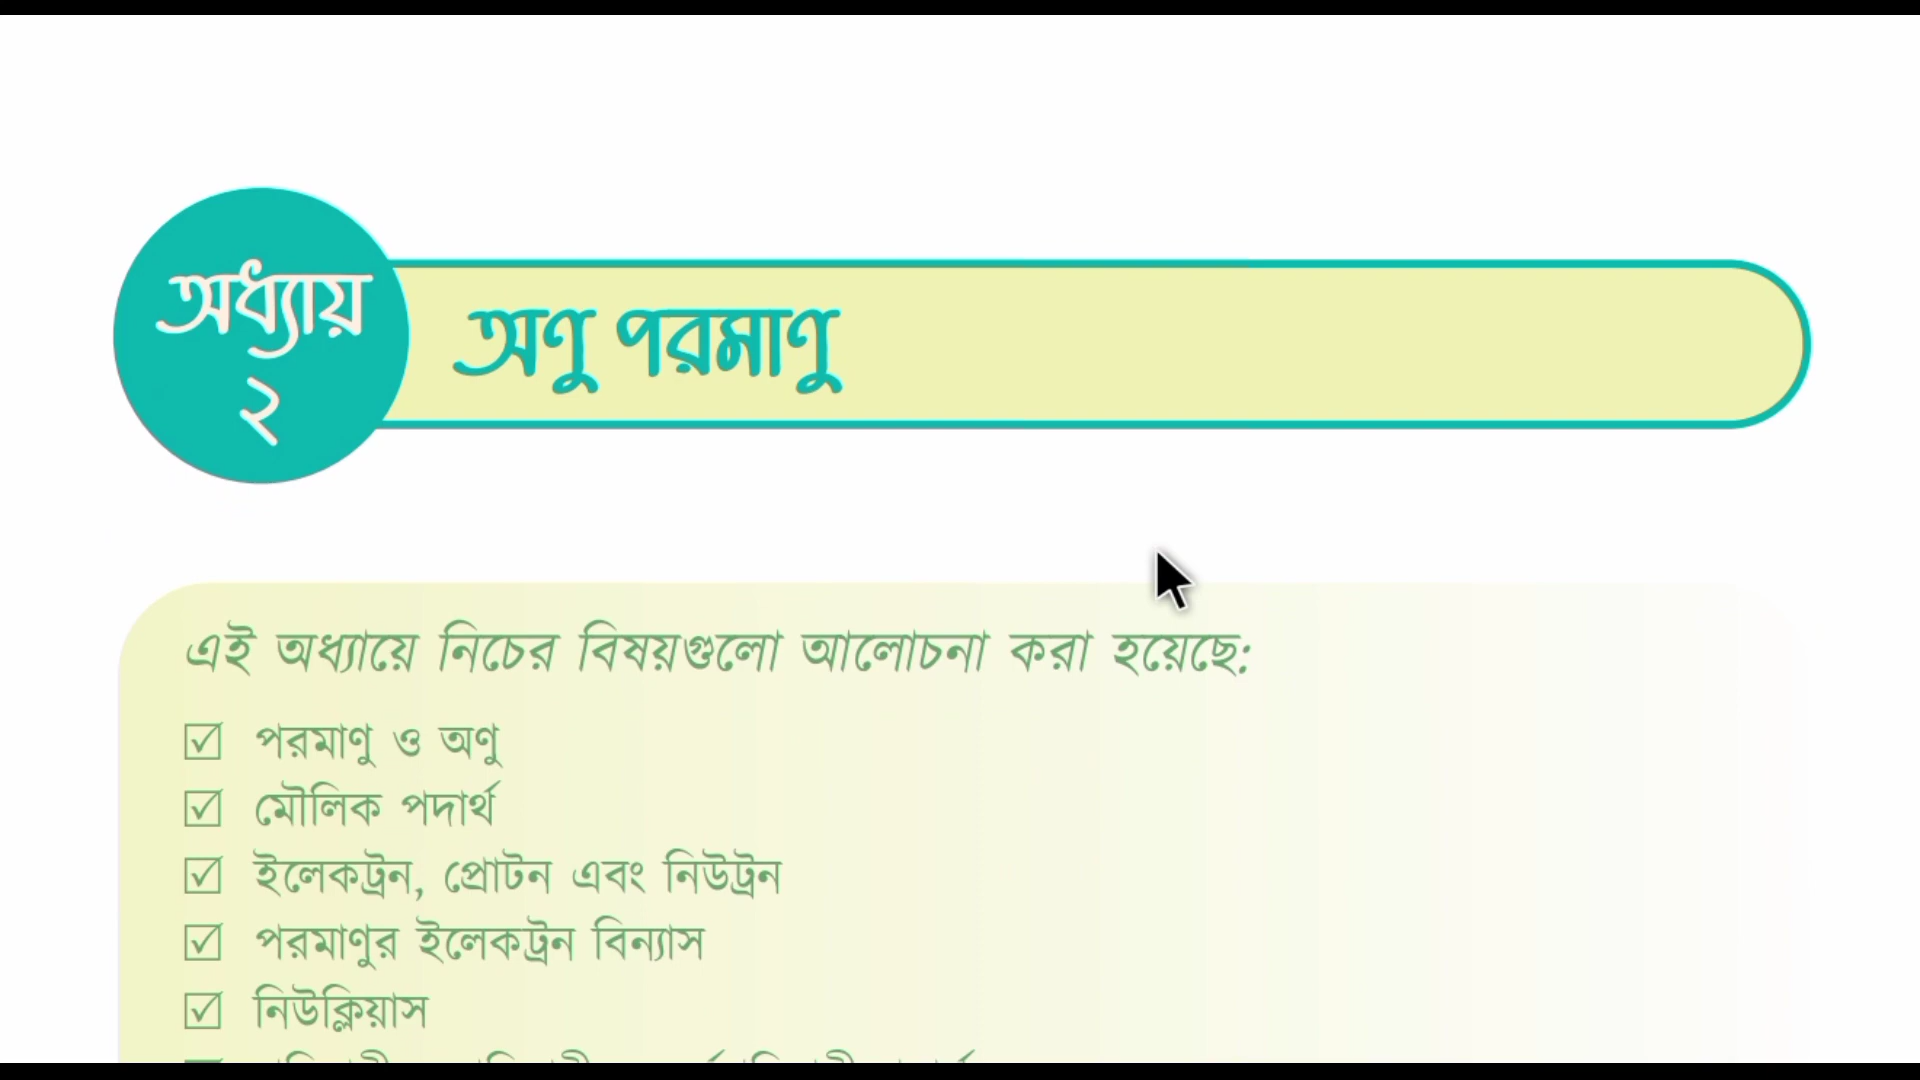 অধ্যায়
২
অণু পরমাণু
এই অধ্যায়ে নিচের বিষয়গুলো আলোচনা করা হয়েছে:
☑ পরমাণু ও অণু
☑ মৌলিক পদার্থ
☑ ইলেকট্রন, প্রোটন এবং নিউট্রন
☑ পরমাণুর ইলেকট্রন বিন্যাস
☑ নিউক্লিয়াস